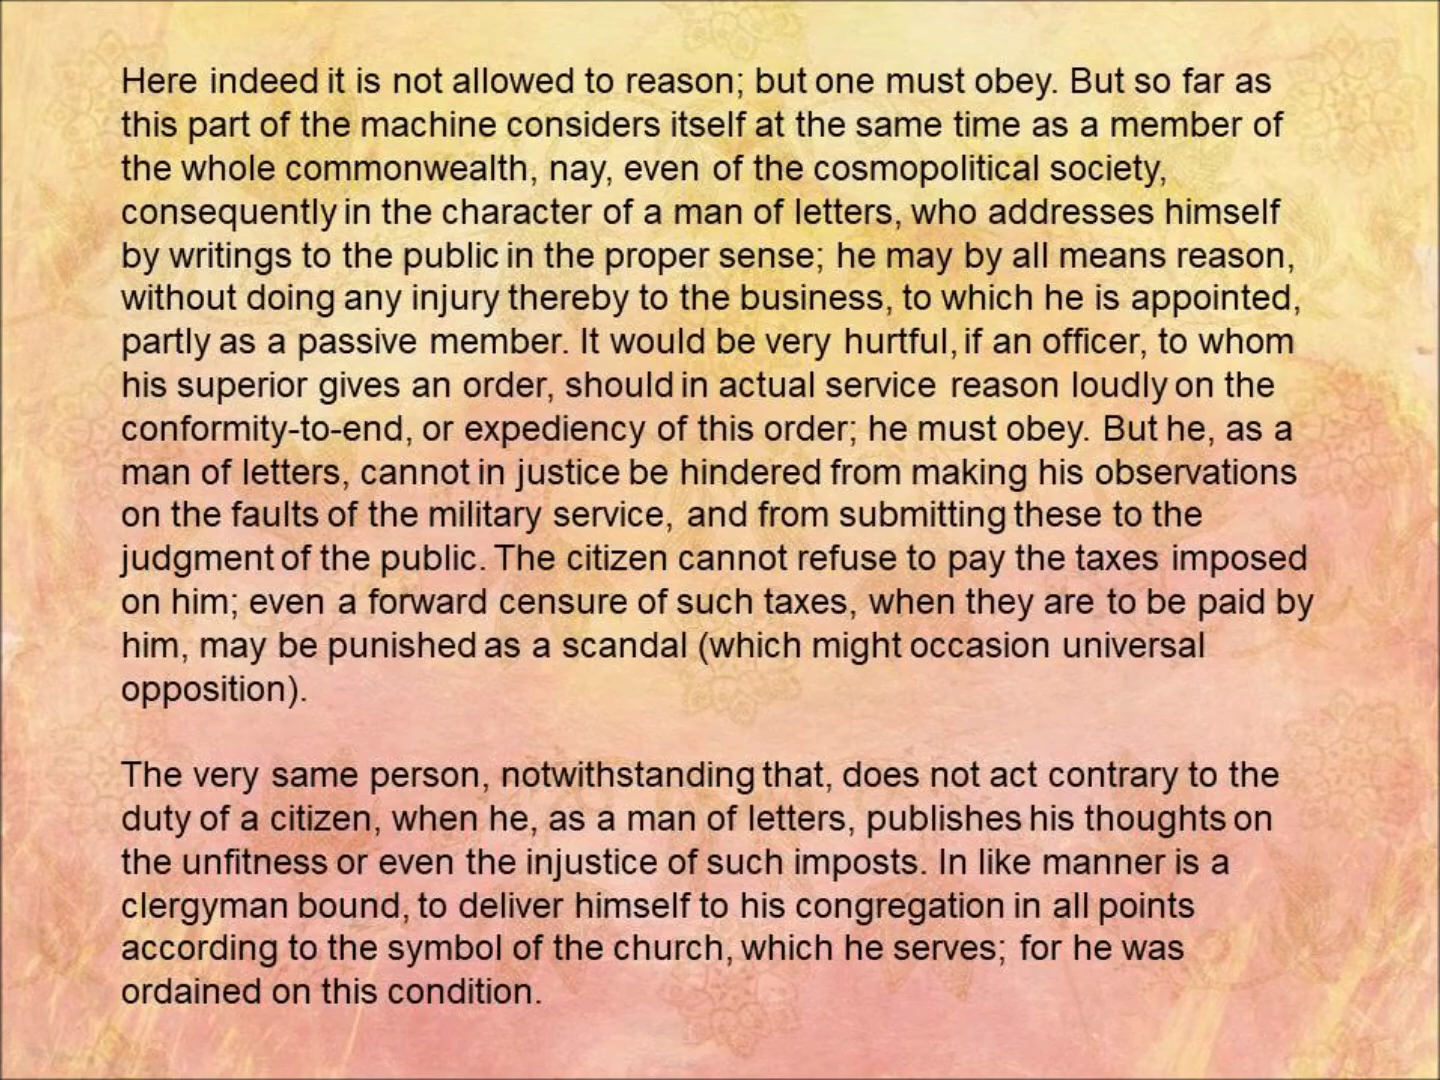 Here indeed it is not allowed to reason; but one must obey. But so far as
this part of the machine considers itself at the same time as a member of
the whole commonwealth, nay, even of the cosmopolitical society,
consequently in the character of a man of letters, who addresses himself
by writings to the public in the proper sense; he may by all means reason,
without doing any injury thereby to the business, to which he is appointed,
partly as a passive member. It would be very hurtful, if an officer, to whom
his superior gives an order, should in actual service reason loudly on the
conformity-to-end, or expediency of this order; he must obey. But he, as a
man of letters, cannot in justice be hindered from making his observations
on the faults of the military service, and from submitting these to the
judgment of the public. The citizen cannot refuse to pay the taxes imposed
on him; even a forward censure of such taxes, when they are to be paid by
him, may be punished as a scandal (which might occasion universal
opposition).
The very same person, notwithstanding that, does not act contrary to the
duty of a citizen, when he, as a man of letters, publishes his thoughts on
the unfitness or even the injustice of such imposts. In like manner is a
clergyman bound, to deliver himself to his congregation in all points
according to the symbol of the church, which he serves; for he was
ordained on this condition.